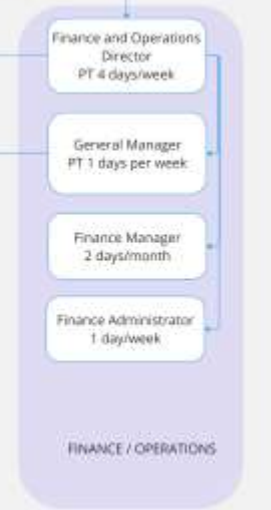 Finance and Operations
Director
PT 4 days/week
General Manager
PT 1 days per week
Finance Manager
2 days/month
Finance Administrator
1 day/week
FINANCE / OPERATIONS